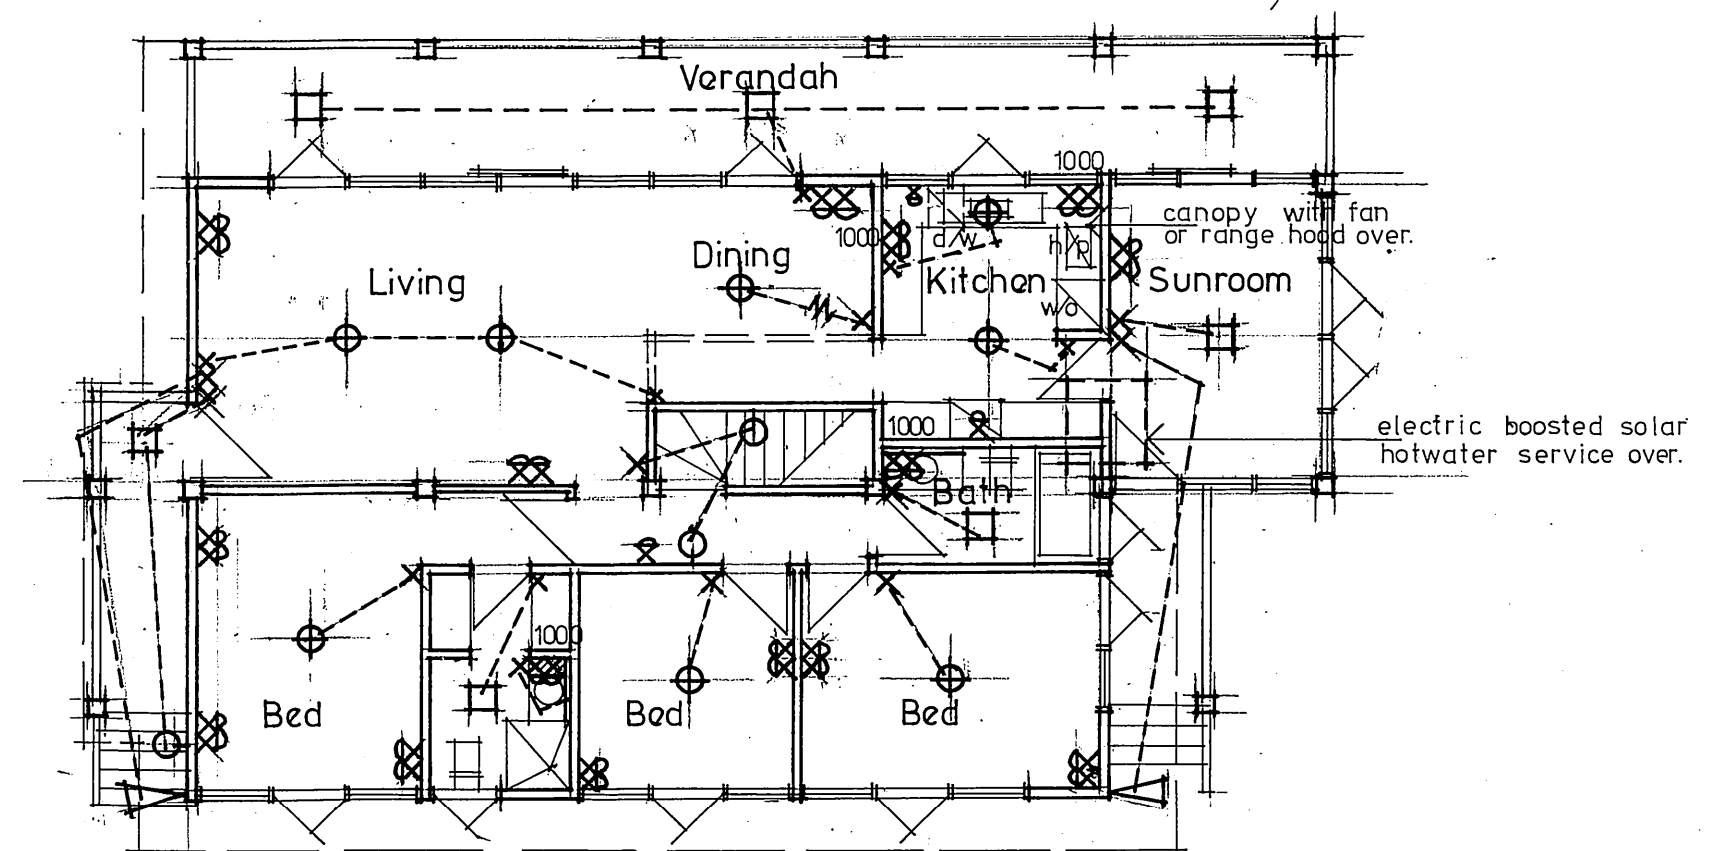 Verandah
1000
canopy with fan
or range hood over.
1000
d/w
h/p
Dining
Living
Kitchen
Sunroom
w/o
1000
electric boosted solar
hotwater service over.
Bath
1000
Bed
Bed
Bed